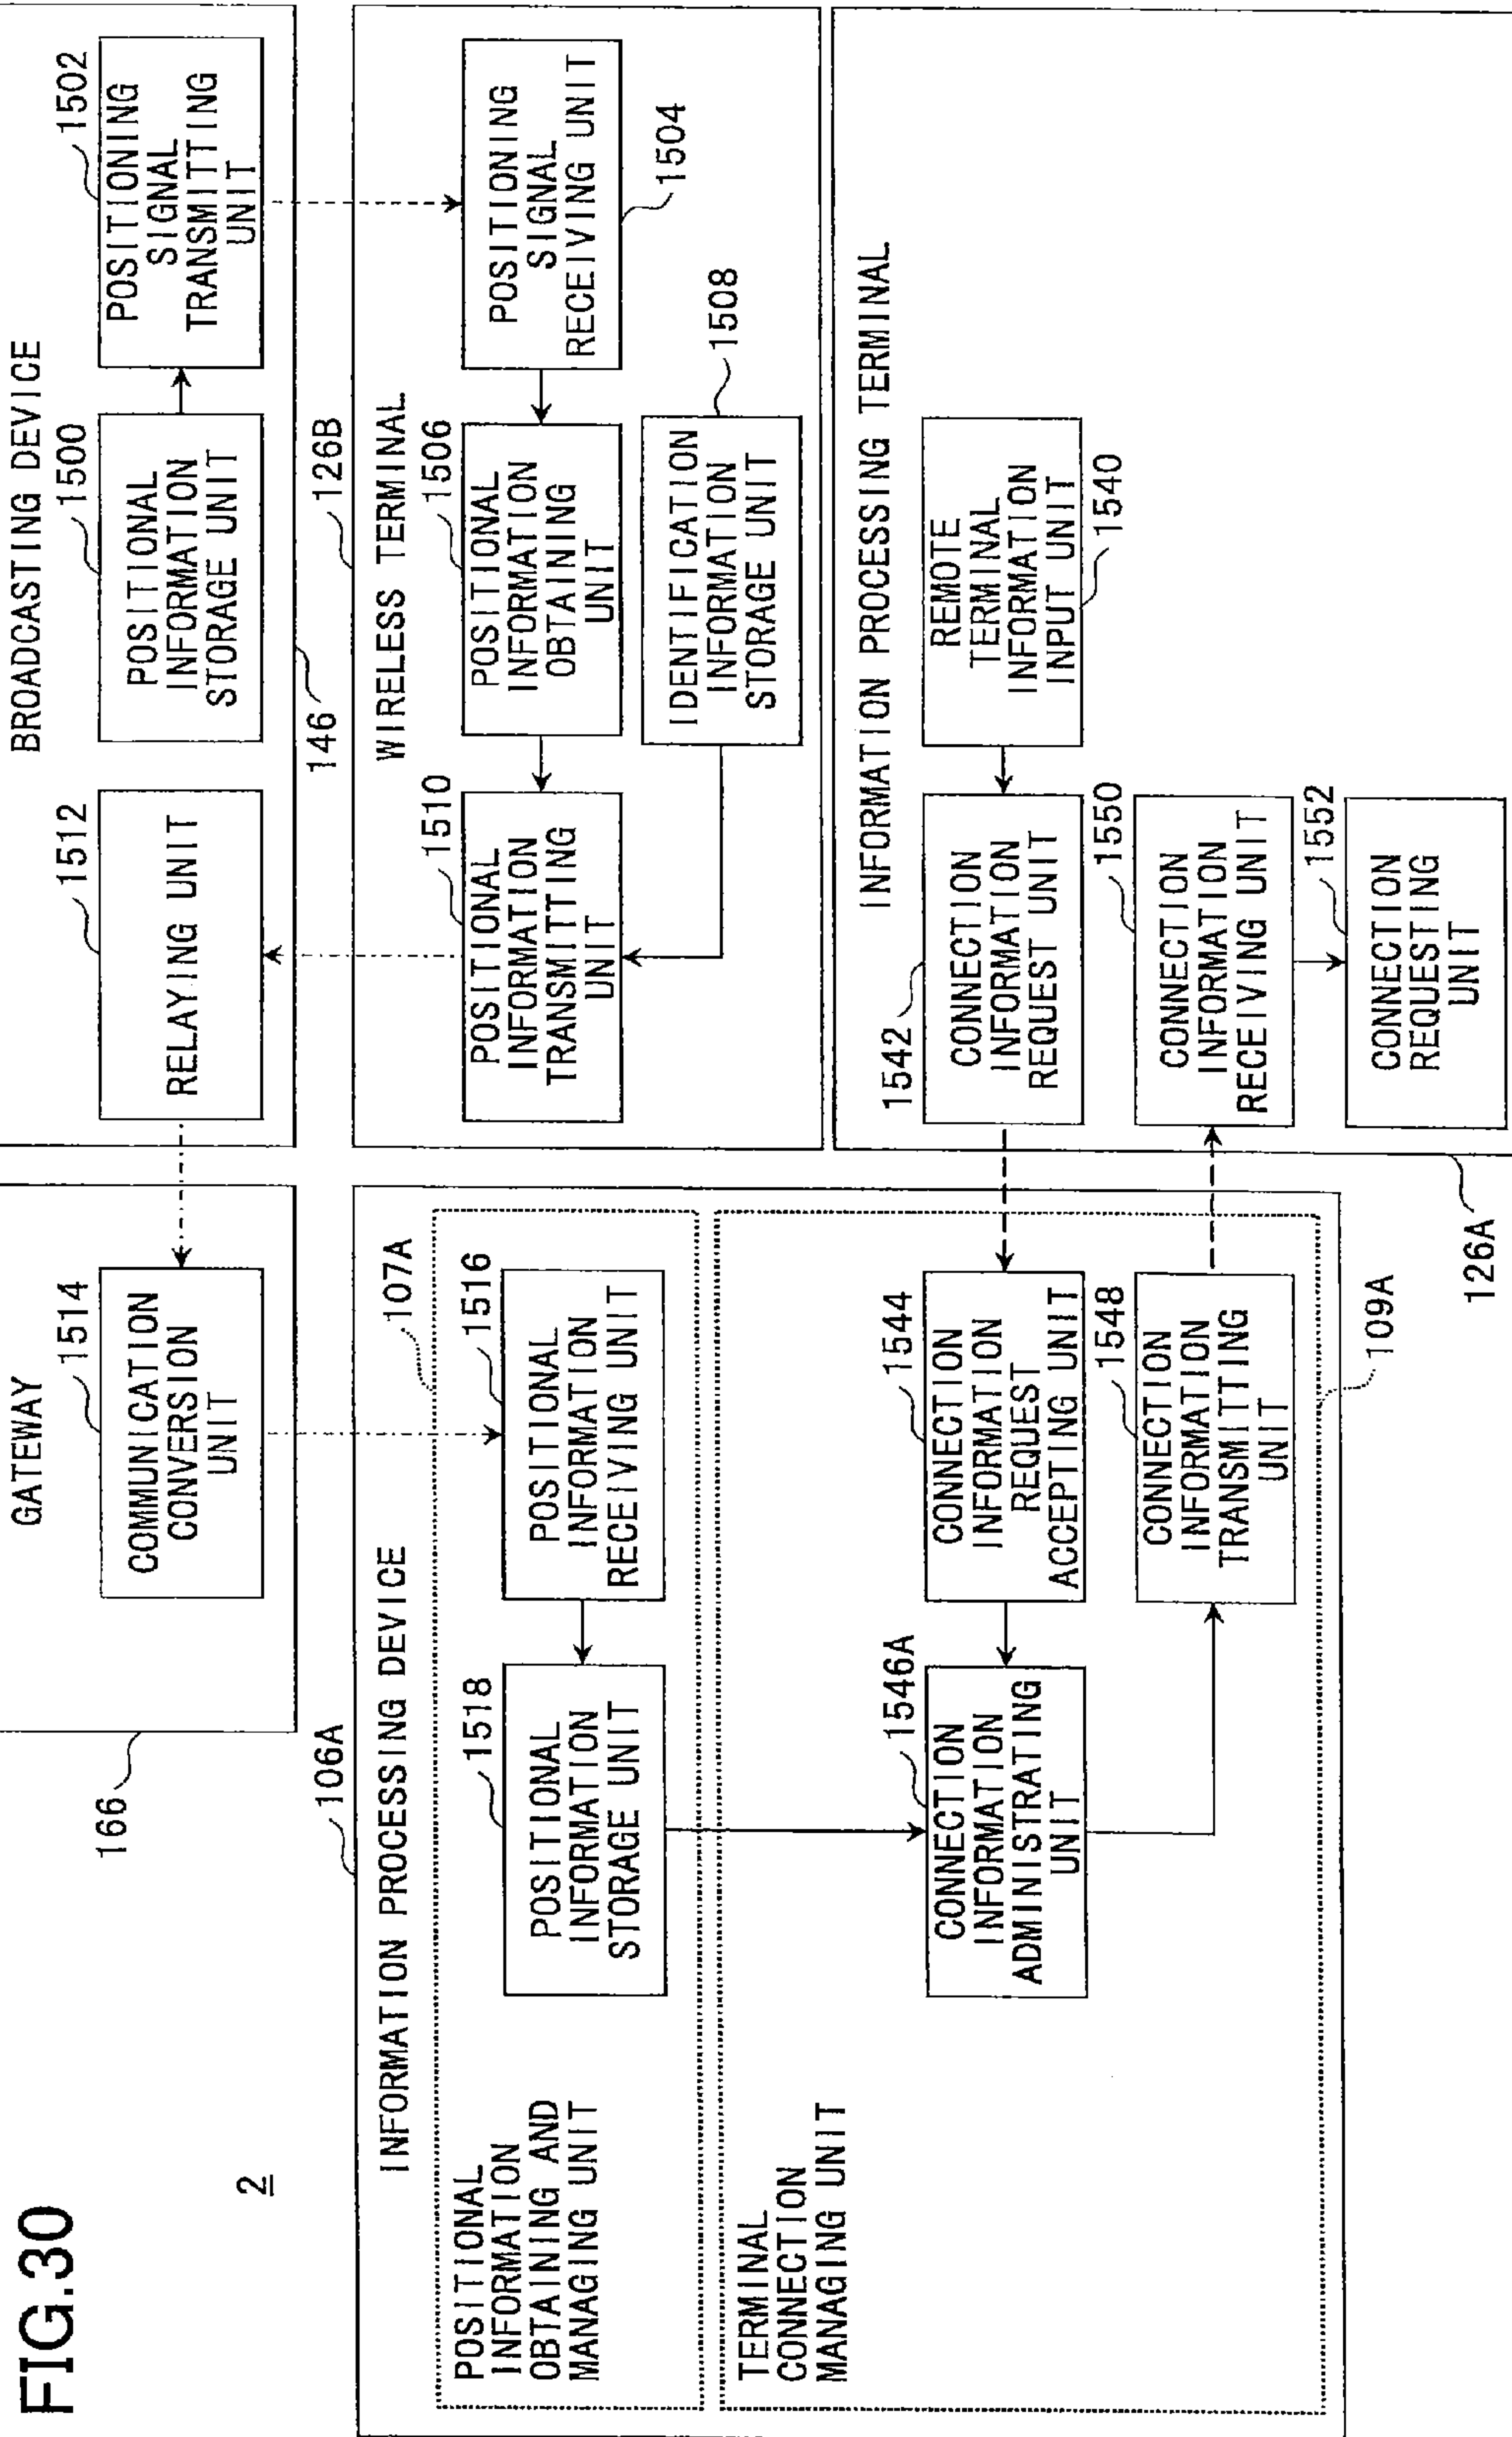 FIG.30
2
166
GATEWAY
1514
COMMUNICATION
CONVERSION
UNIT
BROADCASTING DEVICE
1512
RELAYING UNIT
1500
POSITIONAL
INFORMATION
STORAGE UNIT
1502
POSITIONING
SIGNAL
TRANSMITTING
UNIT
146
106A
INFORMATION PROCESSING DEVICE
POSITIONAL
INFORMATION
OBTAINING AND
MANAGING UNIT
107A
1518
POSITIONAL
INFORMATION
STORAGE UNIT
1516
POSITIONAL
INFORMATION
RECEIVING UNIT
126B
WIRELESS TERMINAL
1510
POSITIONAL
INFORMATION
TRANSMITTING
UNIT
1506
POSITIONAL
INFORMATION
OBTAINING
UNIT
POSITIONING
SIGNAL
RECEIVING UNIT
1504
IDENTIFICATION
INFORMATION
STORAGE UNIT
1508
TERMINAL
CONNECTION
MANAGING UNIT
1546A
CONNECTION
INFORMATION
ADMINISTRATING
UNIT
1544
CONNECTION
INFORMATION
REQUEST
ACCEPTING UNIT
1548
CONNECTION
INFORMATION
TRANSMITTING
UNIT
109A
INFORMATION PROCESSING TERMINAL
1542
CONNECTION
INFORMATION
REQUEST UNIT
REMOTE
TERMINAL
INFORMATION
INPUT UNIT
1540
1550
CONNECTION
INFORMATION
RECEIVING UNIT
1552
CONNECTION
REQUESTING
UNIT
126A